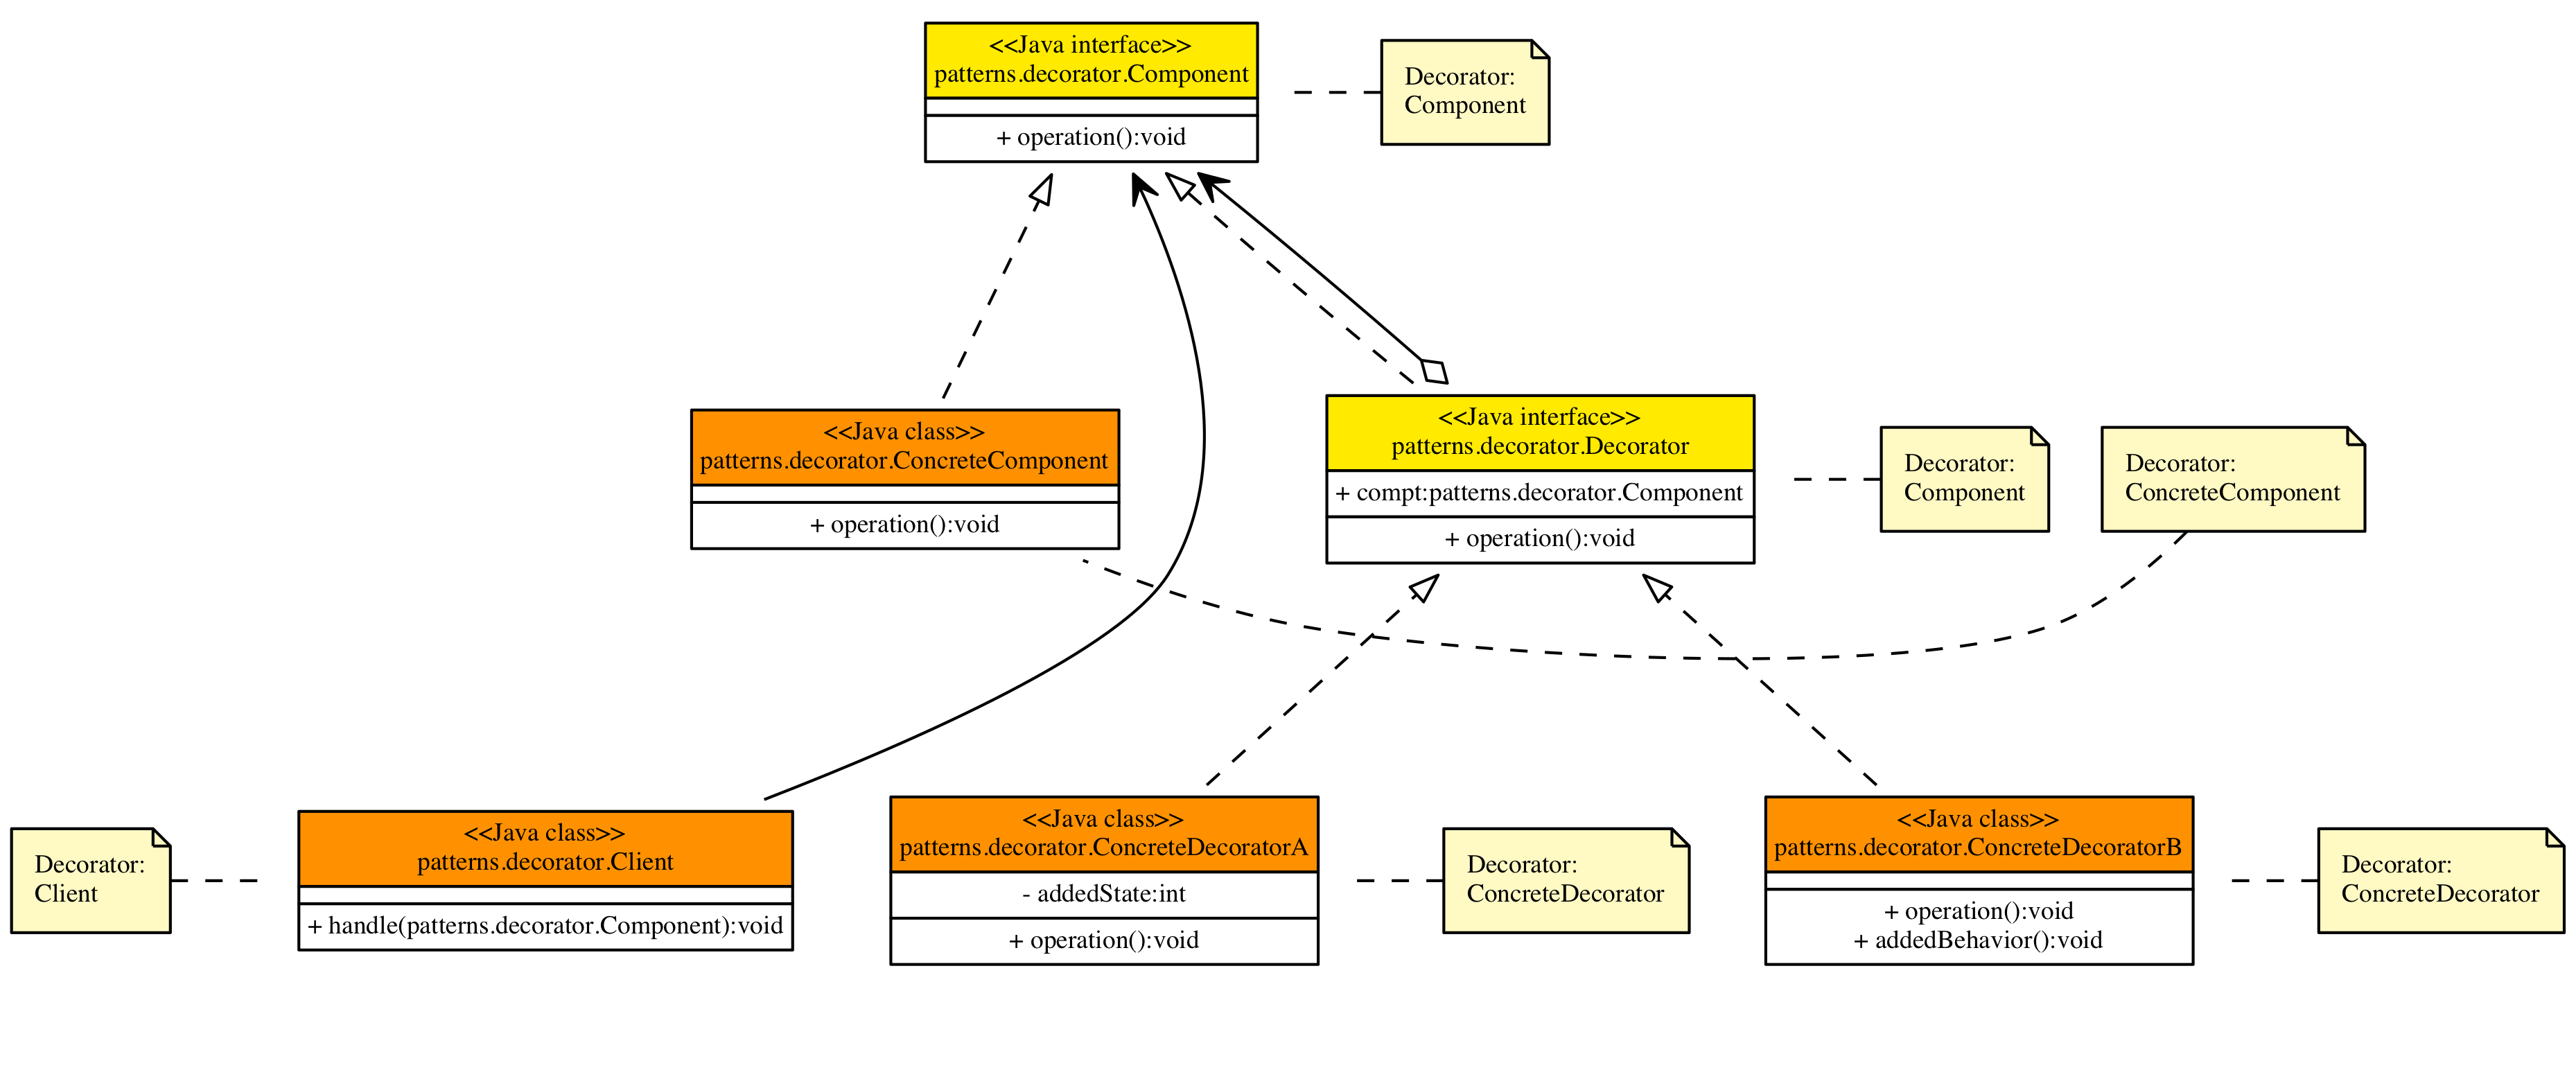 <<Java interface>>
patterns.decorator.Component
+ operation():void
Decorator:
Component
<<Java class>>
patterns.decorator.ConcreteComponent
+ operation():void
<<Java interface>>
patterns.decorator.Decorator
+ compt:patterns.decorator.Component
+ operation():void
Decorator:
Component
Decorator:
ConcreteComponent
Decorator:
Client
<<Java class>>
patterns.decorator.Client
+ handle(patterns.decorator.Component):void
<<Java class>>
patterns.decorator.ConcreteDecoratorA
- addedState:int
+ operation():void
Decorator:
ConcreteDecorator
<<Java class>>
patterns.decorator.ConcreteDecoratorB
+ operation():void
+ addedBehavior():void
Decorator:
ConcreteDecorator